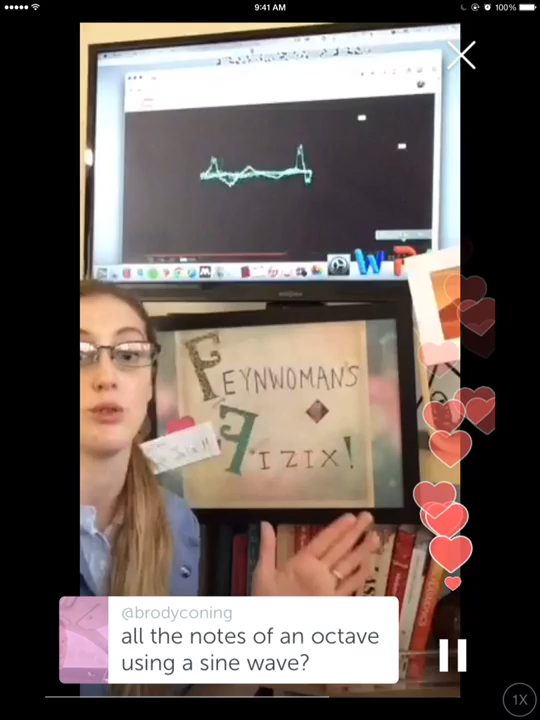 9:41 AM
100%
FEYNWOMAN'S
FIZIX!
@brodyconing
all the notes of an octave
using a sine wave?
1X